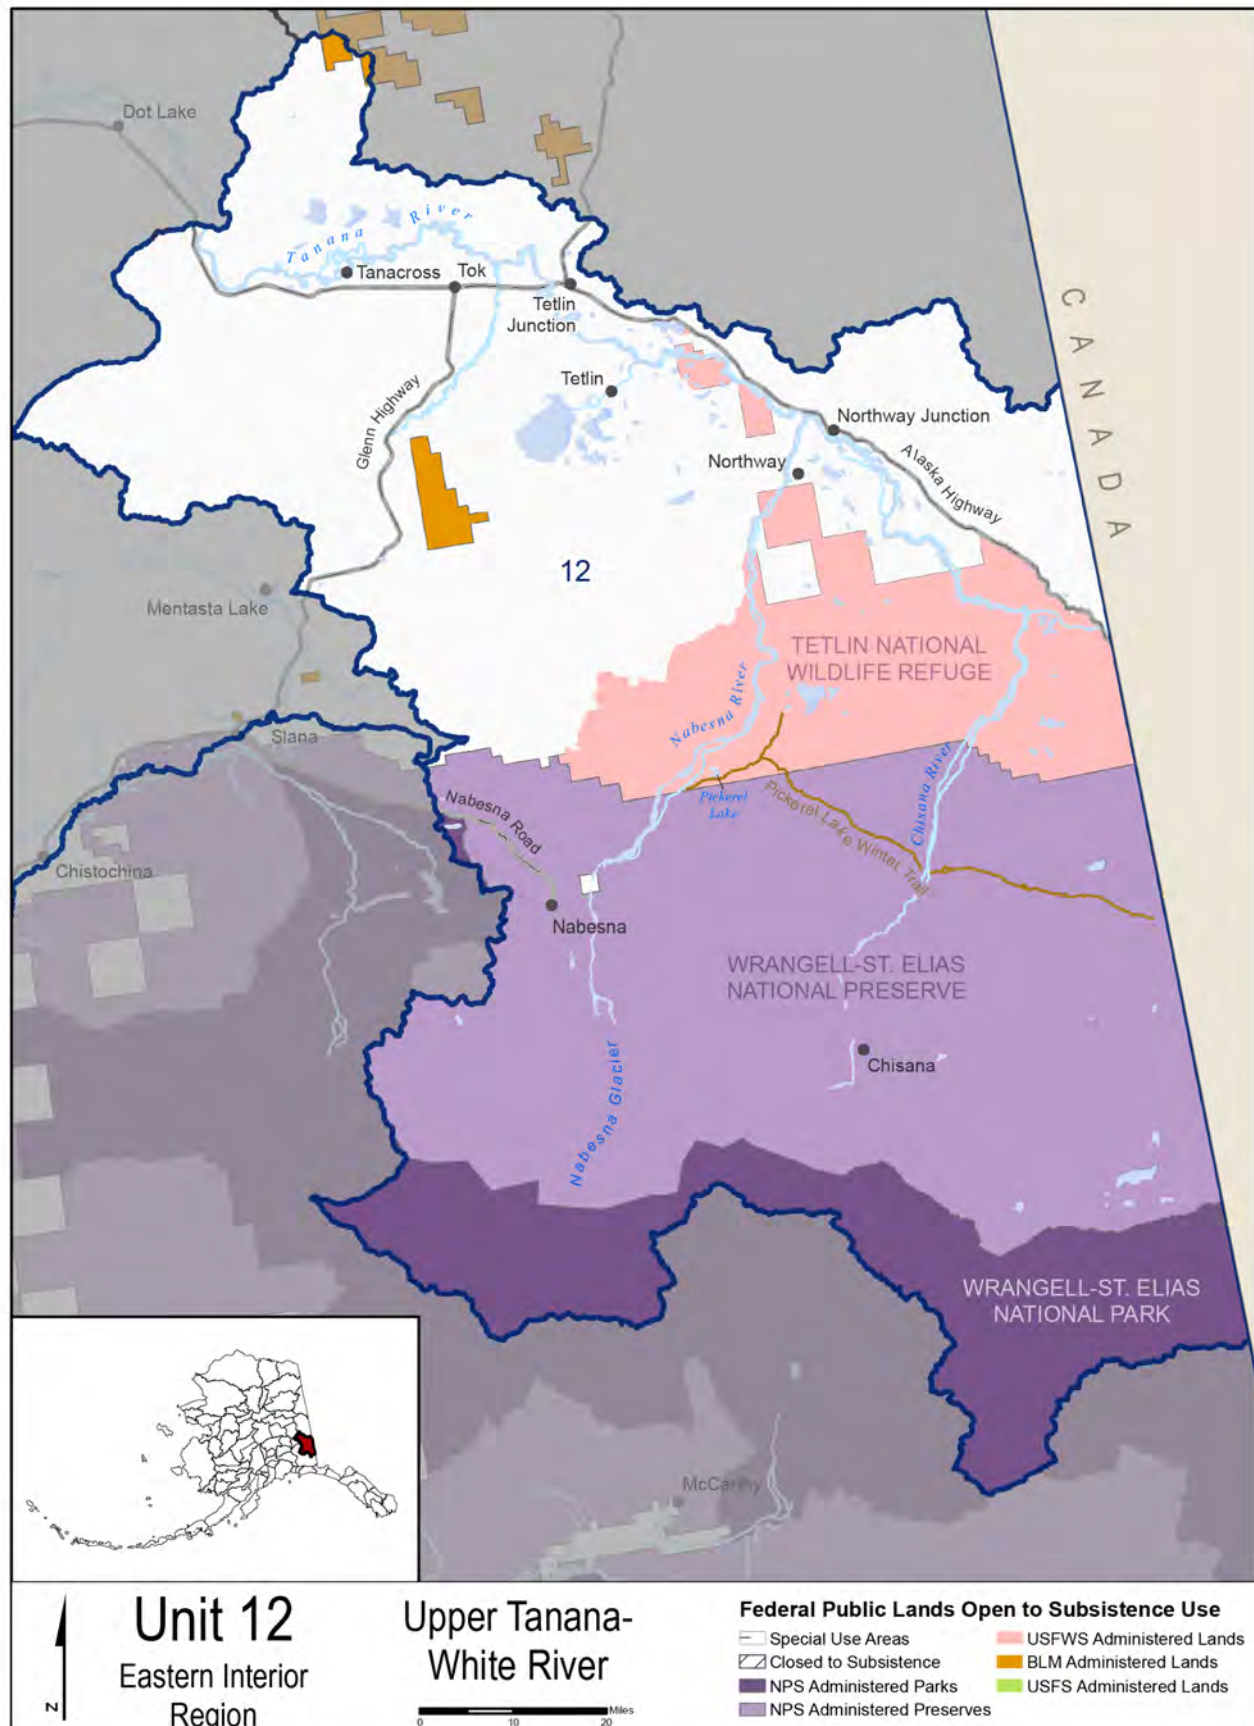 Dot Lake
Tanana River
Tanacross
Tok
Tetlin
Junction
CANADA
Tetlin
Glenn Highway
Northway Junction
Northway
Alaska Highway
12
Mentasta Lake
TETLIN NATIONAL
WILDLIFE REFUGE
Nabesna River
Slana
Chisana River
Pickerel
Lake
Pickerel Lake Winter Trail
Nabesna Road
Chistochina
Nabesna
WRANGELL-ST. ELIAS
NATIONAL PRESERVE
Nabesna Glacier
Chisana
WRANGELL-ST. ELIAS
NATIONAL PARK
McCarthy
N
Unit 12
Eastern Interior
Region
Upper Tanana-
White River
0 10 20 Miles
Federal Public Lands Open to Subsistence Use
Special Use Areas
Closed to Subsistence
NPS Administered Parks
NPS Administered Preserves
USFWS Administered Lands
BLM Administered Lands
USFS Administered Lands